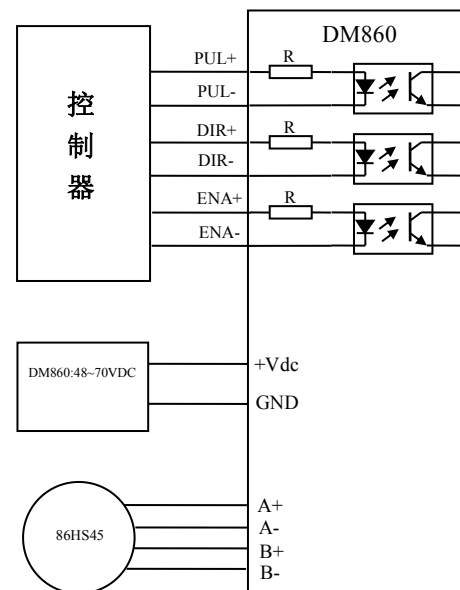 DM860
控
制
器
PUL+
R
PUL-
DIR+
R
DIR-
ENA+
R
ENA-
DM860:48~70VDC
+Vdc
GND
86HS45
A+
A-
B+
B-